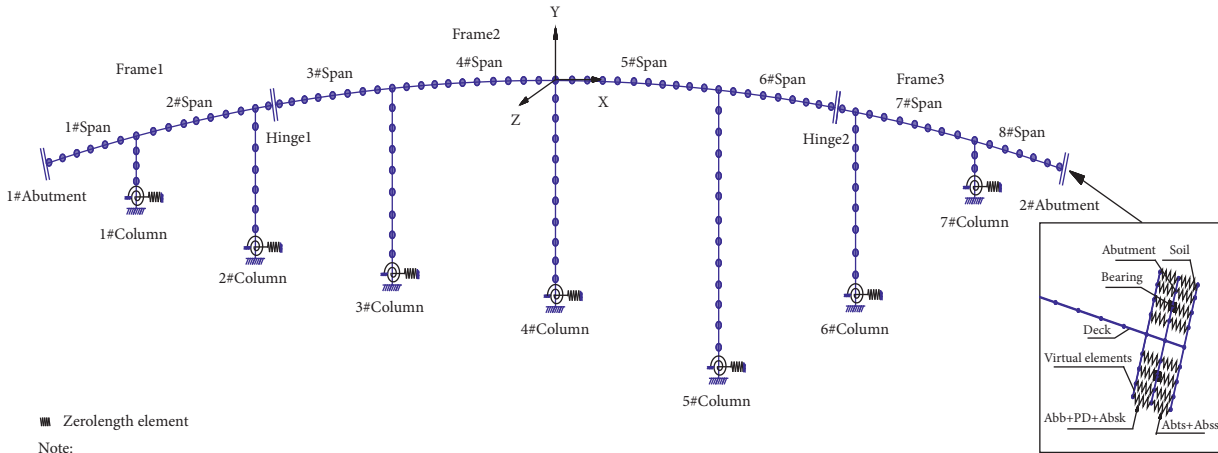 Y
Frame2
Frame1
3#Span
4#Span
5#Span
6#Span
Frame3
2#Span
X
7#Span
1#Span
Z
Hinge1
Hinge2
8#Span
1#Abutment
2#Abutment
1#Column
7#Column
2#Column
3#Column
4#Column
6#Column
5#Column
Abutment
Soil
Bearing
Deck
Virtual elements
Abb+PD+Absk
Abts+Abss
Zerolength element
Note: